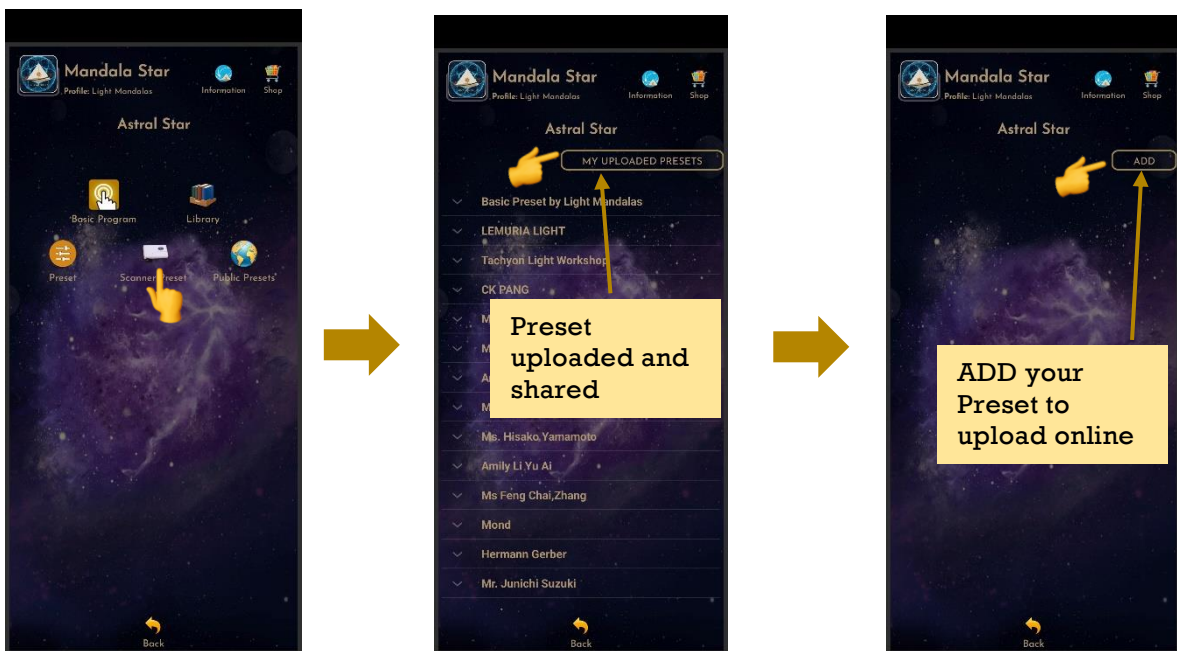 Mandala Star
Profile: Light Mandalas
Information
Shop
Astral Star
Basic Program
Library
Preset
Scanner Preset
Public Presets
Back
Mandala Star
Profile: Light Mandalas
Information
Shop
Astral Star
MY UPLOADED PRESETS
Basic Preset by Light Mandalas
LEMURIA LIGHT
Tachyon Light Workshop
CK PANG
M
M
A
M
Preset
uploaded and
shared
Ms. Hisako Yamamoto
Amily Li Yu Ai
Ms Feng Chai,Zhang
Mond
Hermann Gerber
Mr. Junichi Suzuki
Back
Mandala Star
Profile: Light Mandalas
Information
Shop
Astral Star
ADD
ADD your
Preset to
upload online
Back